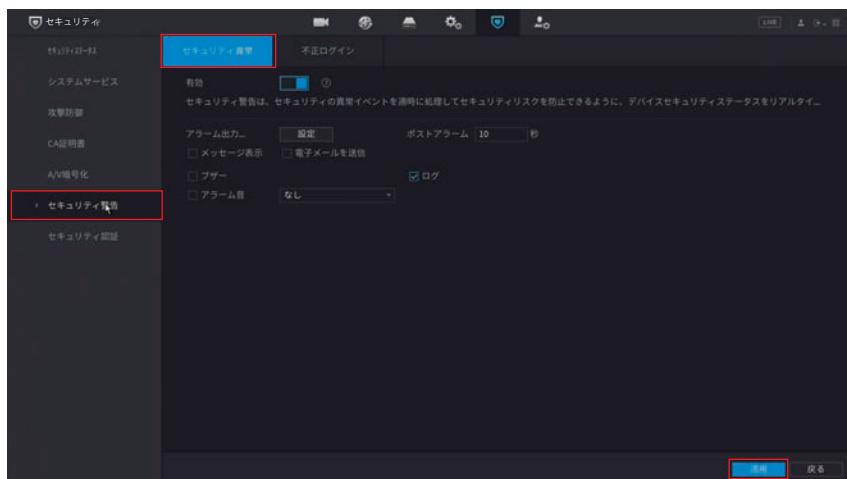 セキュリティ
LIVE
セキュリティステータス
システムサービス
攻撃防御
CA証明書
A/V暗号化
セキュリティ警告
セキュリティ認証
セキュリティ異常
不正ログイン
有効
セキュリティ警告は、セキュリティの異常イベントを適時に処理してセキュリティリスクを防止できるように、デバイスセキュリティステータスをリアルタイ...
アラーム出力... 設定 ポストアラーム 10 秒
メッセージ表示 電子メールを送信
ブザー ログ
アラーム音 なし
適用 戻る